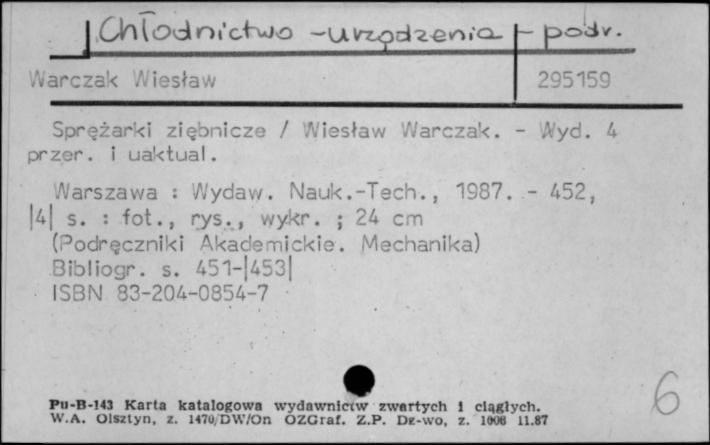 Chłodnictwo - urządzenia - podr.
Warczak Wiesław 295159
Sprężarki ziębnicze / Wiesław Warczak. - Wyd. 4
przer. i uaktual.
Warszawa : Wydaw. Nauk.-Tech., 1987. - 452,
|4| s. : fot., rys., wykr. ; 24 cm
(Podręczniki Akademickie. Mechanika)
Bibliogr. s. 451-|453|
ISBN 83-204-0854-7
Pu-B-143 Karta katalogowa wydawnictw zwartych i ciągłych.
W.A. Olsztyn, z. 1470/DW/On OZGraf. Z.P. Dz-wo, z. 1006 11.87
6